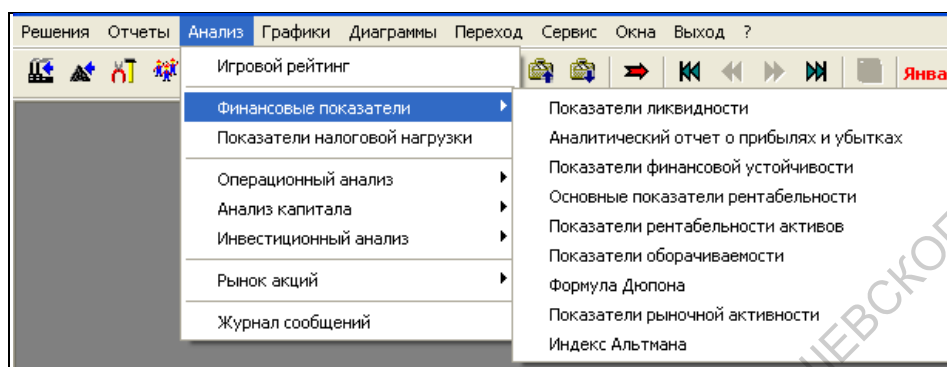 Решения Отчеты Анализ Графики Диаграммы Переход Сервис Окна Выход ?
Янва
Игровой рейтинг
Финансовые показатели
Показатели налоговой нагрузки
Операционный анализ
Анализ капитала
Инвестиционный анализ
Рынок акций
Журнал сообщений
Показатели ликвидности
Аналитический отчет о прибылях и убытках
Показатели финансовой устойчивости
Основные показатели рентабельности
Показатели рентабельности активов
Показатели оборачиваемости
Формула Дюпона
Показатели рыночной активности
Индекс Альтмана